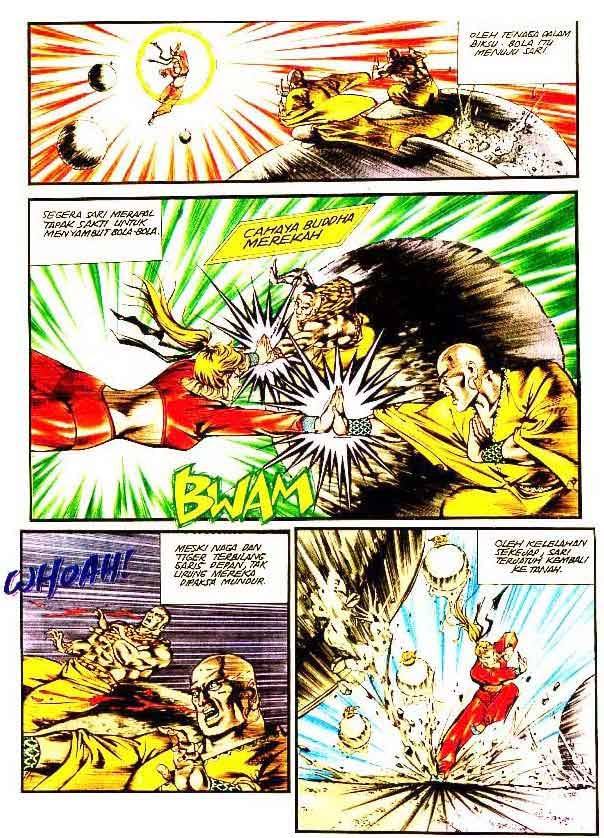 OLEH TENAGA DALAM
BIKSU - BOLA ITU
MENUJU SARI
SEGERA SARI MERAPAL
TAPAK SAKTI UNTUK
MENYAMBUT BOLA-BOLA.
CAHAYA BUDDHA
MEREKAH
BWAM
WHOAH!
MESKI NAGA DAN
TIGER TERBILANG
GARIS DEPAN, TAK
URUNG MEREKA
DIPAKSA MUNDUR.
OLEH KELELAHAN
SEKEJAP, SARI
TERJATUH KEMBALI
KE TANAH.